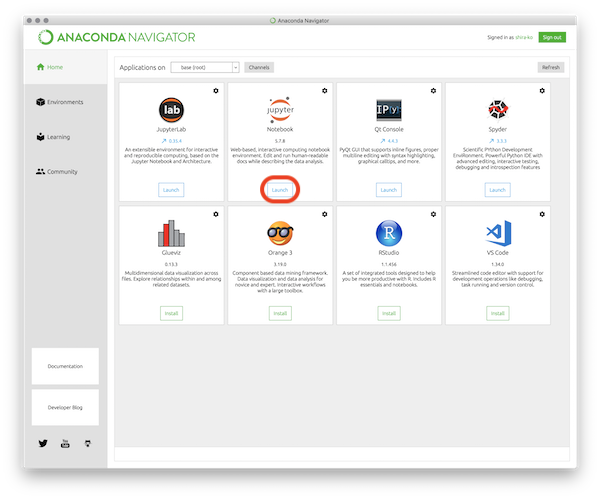 Anaconda Navigator
ANACONDA NAVIGATOR
Signed in as
Sign out
Home
Environments
Learning
Community
Documentation
Developer Blog
Applications on
base (root)
Channels
Refresh
lab
JupyterLab
0.35.4
An extensible environment for interactive
and reproducible computing, based on the
Jupyter Notebook and Architecture.
Launch
jupyter
Notebook
5.7.8
Web-based, interactive computing notebook
environment. Edit and run human-readable
docs while describing the data analysis.
Launch
IP[y]:
Qt Console
4.4.3
PyQt GUI that supports inline figures, proper
multiline editing with syntax highlighting,
graphical calltips, and more.
Launch
Spyder
3.3.3
Scientific PYthon Development
EnviRonment. Powerful Python IDE with
advanced editing, interactive testing,
debugging and introspection features
Launch
Glueviz
0.13.3
Multidimensional data visualization across
files. Explore relationships within and among
related datasets.
Install
Orange 3
3.19.0
Component based data mining framework.
Data visualization and data analysis for
novice and expert. Interactive workflows
with a large toolbox.
Install
R
RStudio
1.1.456
A set of integrated tools designed to help
you be more productive with R. Includes R
essentials and notebooks.
Install
VS Code
1.34.0
Streamlined code editor with support for
development operations like debugging,
task running and version control.
Install
You
Tube